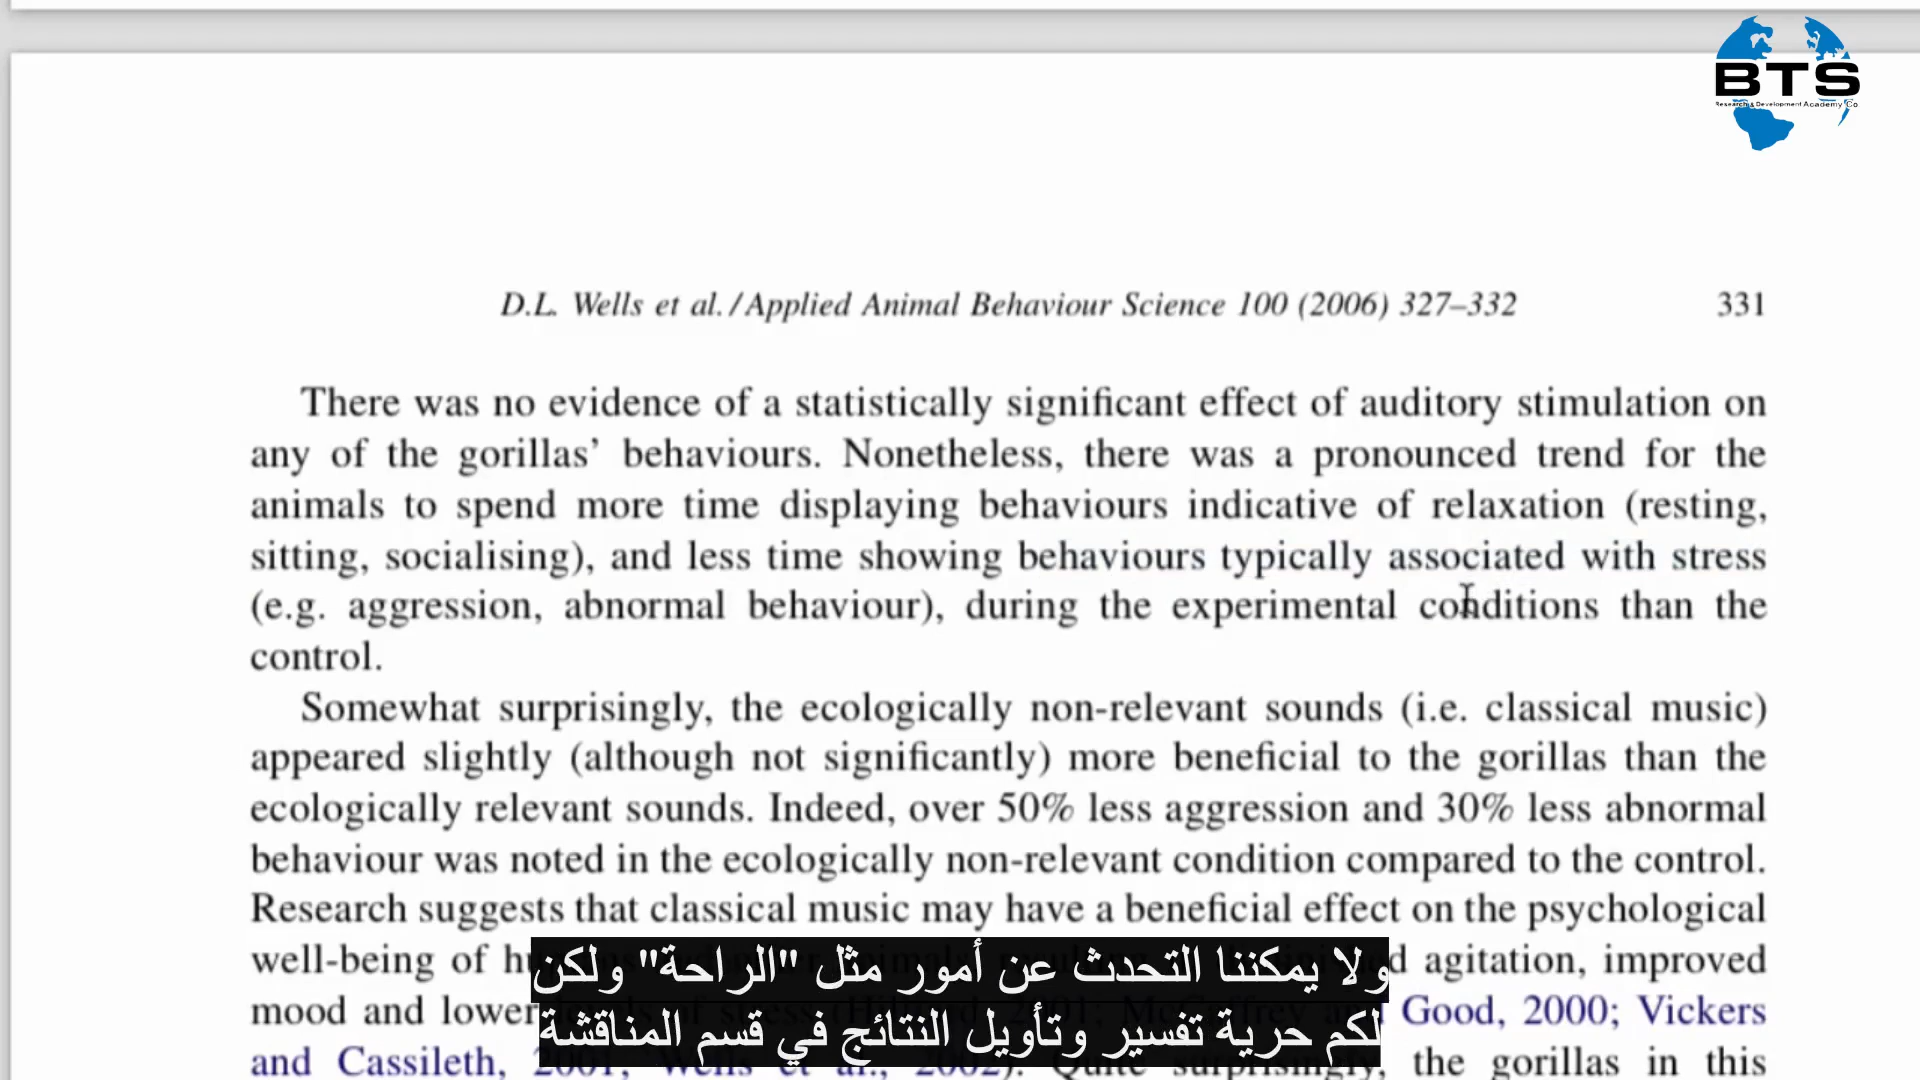 BTS
Research & Development Academy Co
D.L. Wells et al. / Applied Animal Behaviour Science 100 (2006) 327–332 331
There was no evidence of a statistically significant effect of auditory stimulation on
any of the gorillas’ behaviours. Nonetheless, there was a pronounced trend for the
animals to spend more time displaying behaviours indicative of relaxation (resting,
sitting, socialising), and less time showing behaviours typically associated with stress
(e.g. aggression, abnormal behaviour), during the experimental conditions than the
control.
Somewhat surprisingly, the ecologically non-relevant sounds (i.e. classical music)
appeared slightly (although not significantly) more beneficial to the gorillas than the
ecologically relevant sounds. Indeed, over 50% less aggression and 30% less abnormal
behaviour was noted in the ecologically non-relevant condition compared to the control.
Research suggests that classical music may have a beneficial effect on the psychological
well-being of agitation, improved
mood and lower Good, 2000; Vickers
and Cassileth, the gorillas in this
ولا يمكننا التحدث عن أمور مثل "الراحة" ولكن
لكم حرية تفسير وتأويل النتائج في قسم المناقشة